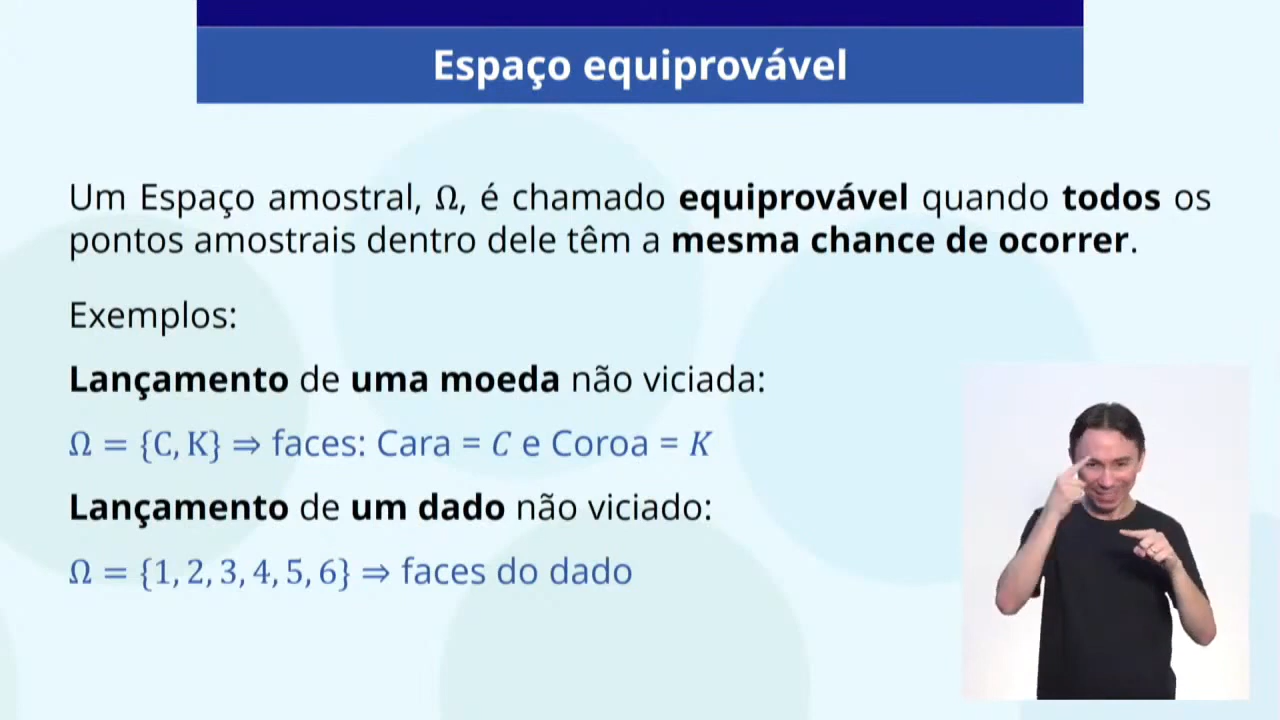 Espaço equiprovável
Um Espaço amostral, Ω, é chamado equiprovável quando todos os
pontos amostrais dentro dele têm a mesma chance de ocorrer.
Exemplos:
Lançamento de uma moeda não viciada:
Ω = {C, K} ⇒ faces: Cara = C e Coroa = K
Lançamento de um dado não viciado:
Ω = {1, 2, 3, 4, 5, 6} ⇒ faces do dado